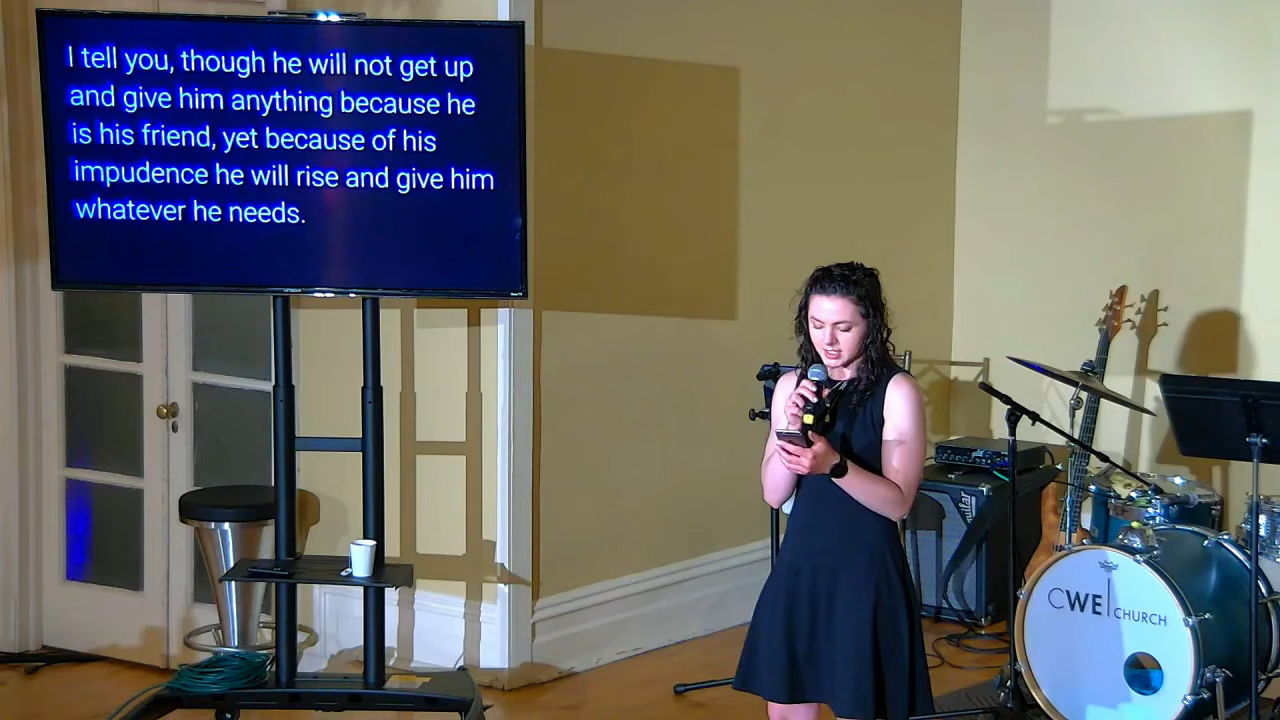 I tell you, though he will not get up
and give him anything because he
is his friend, yet because of his
impudence he will rise and give him
whatever he needs.
CWE CHURCH